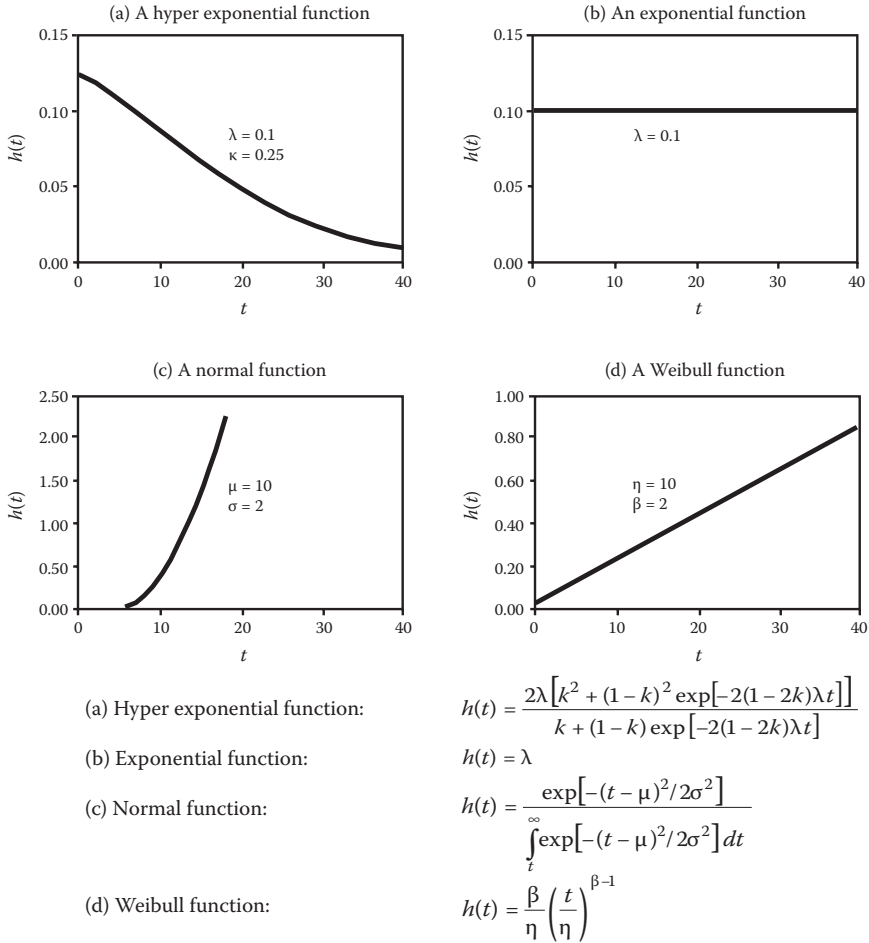 (a) A hyper exponential function
0.15
0.10
0.05
0.00
h(t)
λ = 0.1
κ = 0.25
0 10 20 30 40
t
(b) An exponential function
0.15
0.10
0.05
0.00
h(t)
λ = 0.1
0 10 20 30 40
t
(c) A normal function
2.50
2.00
1.50
1.00
0.50
0.00
h(t)
μ = 10
σ = 2
0 10 20 30 40
t
(d) A Weibull function
1.00
0.80
0.60
0.40
0.20
0.00
h(t)
η = 10
β = 2
0 10 20 30 40
t
(a) Hyper exponential function: h(t) = 2λ[k² + (1 – k)² exp[–2(1 – 2k)λt]] / k + (1 – k) exp[–2(1 – 2k)λt]
(b) Exponential function: h(t) = λ
(c) Normal function: h(t) = exp[–(t – μ)²/2σ²] / ∫ₜ^∞ exp[–(t – μ)²/2σ²] dt
(d) Weibull function: h(t) = β/η (t/η)^β–1